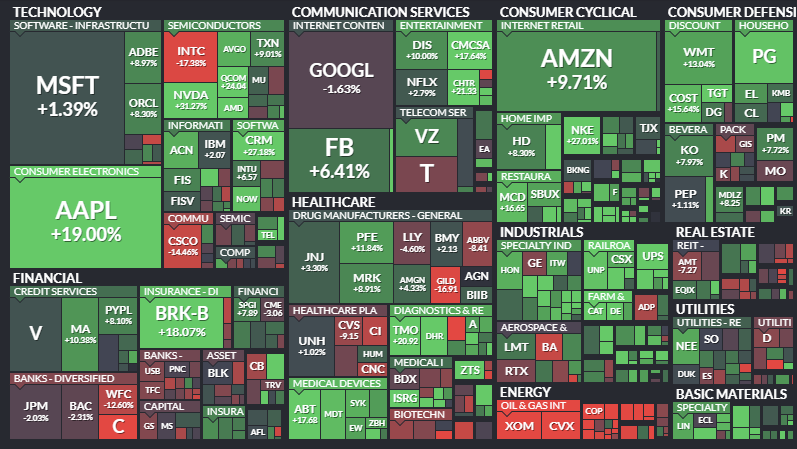 TECHNOLOGY
SOFTWARE - INFRASTRUCTU
MSFT
+1.39%
ADBE
+8.97%
ORCL
+8.30%
SEMICONDUCTORS
INTC
-17.38%
AVGO
TXN
+9.01%
QCOM
+24.04
MU
NVDA
+31.27%
AMD
INFORMATI
ACN
IBM
+2.07
FIS
FISV
SOFTWA
CRM
+27.18%
INTU
+6.57
NOW
CONSUMER ELECTRONICS
AAPL
+19.00%
COMMU
CSCO
-14.46%
SEMIC
COMP
TEL
COMMUNICATION SERVICES
INTERNET CONTEN
GOOGL
-1.63%
FB
+6.41%
ENTERTAINMENT
DIS
+10.00%
CMCSA
+17.64%
NFLX
+2.79%
CHTR
+21.33
TELECOM SER
VZ
T
EA
CONSUMER CYCLICAL
INTERNET RETAIL
AMZN
+9.71%
HOME IMP
HD
+8.30%
NKE
+27.01%
TJX
BKNG
F
RESTAURA
MCD
+16.65
SBUX
CONSUMER DEFENSI
DISCOUNT
WMT
+13.04%
COST
+15.64%
TGT
DG
HOUSEHO
PG
EL
KMB
CL
BEVERA
KO
+7.97%
PEP
+1.11%
PACK
GIS
K
PM
+7.72%
MO
MDLZ
+8.25
KR
HEALTHCARE
DRUG MANUFACTURERS - GENERAL
JNJ
+3.30%
PFE
+11.84%
MRK
+8.91%
LLY
-4.60%
BMY
+2.13
ABBV
-8.41
AMGN
+4.33%
GILD
-16.91
AGN
BIIB
HEALTHCARE PLA
UNH
+1.02%
CVS
-9.15
CI
HUM
CNC
DIAGNOSTICS & RE
TMO
+20.92
DHR
A
MEDICAL I
BDX
ISRG
ZTS
MEDICAL DEVICES
ABT
+17.68
MDT
SYK
EW
ZBH
BIOTECHN
FINANCIAL
CREDIT SERVICES
V
MA
+10.38%
PYPL
+8.10%
INSURANCE - DI
BRK-B
+18.07%
FINANCI
SPGI
+7.89
CME
-3.06
BANKS -
USB
PNC
TFC
ASSET
BLK
CB
TRV
BANKS - DIVERSIFIED
JPM
-2.03%
BAC
-2.31%
WFC
-12.60%
C
CAPITAL
GS
MS
INSURA
AFL
INDUSTRIALS
SPECIALTY IND
HON
GE
ITW
RAILROA
UNP
CSX
UPS
FARM &
CAT
DE
ADP
AEROSPACE &
LMT
BA
RTX
ENERGY
OIL & GAS INT
XOM
CVX
COP
REAL ESTATE
REIT -
AMT
-7.27
EQIX
UTILITIES
UTILITIES - RE
NEE
SO
DUK
ES
UTILITI
D
BASIC MATERIALS
SPECIALTY
LIN
ECL